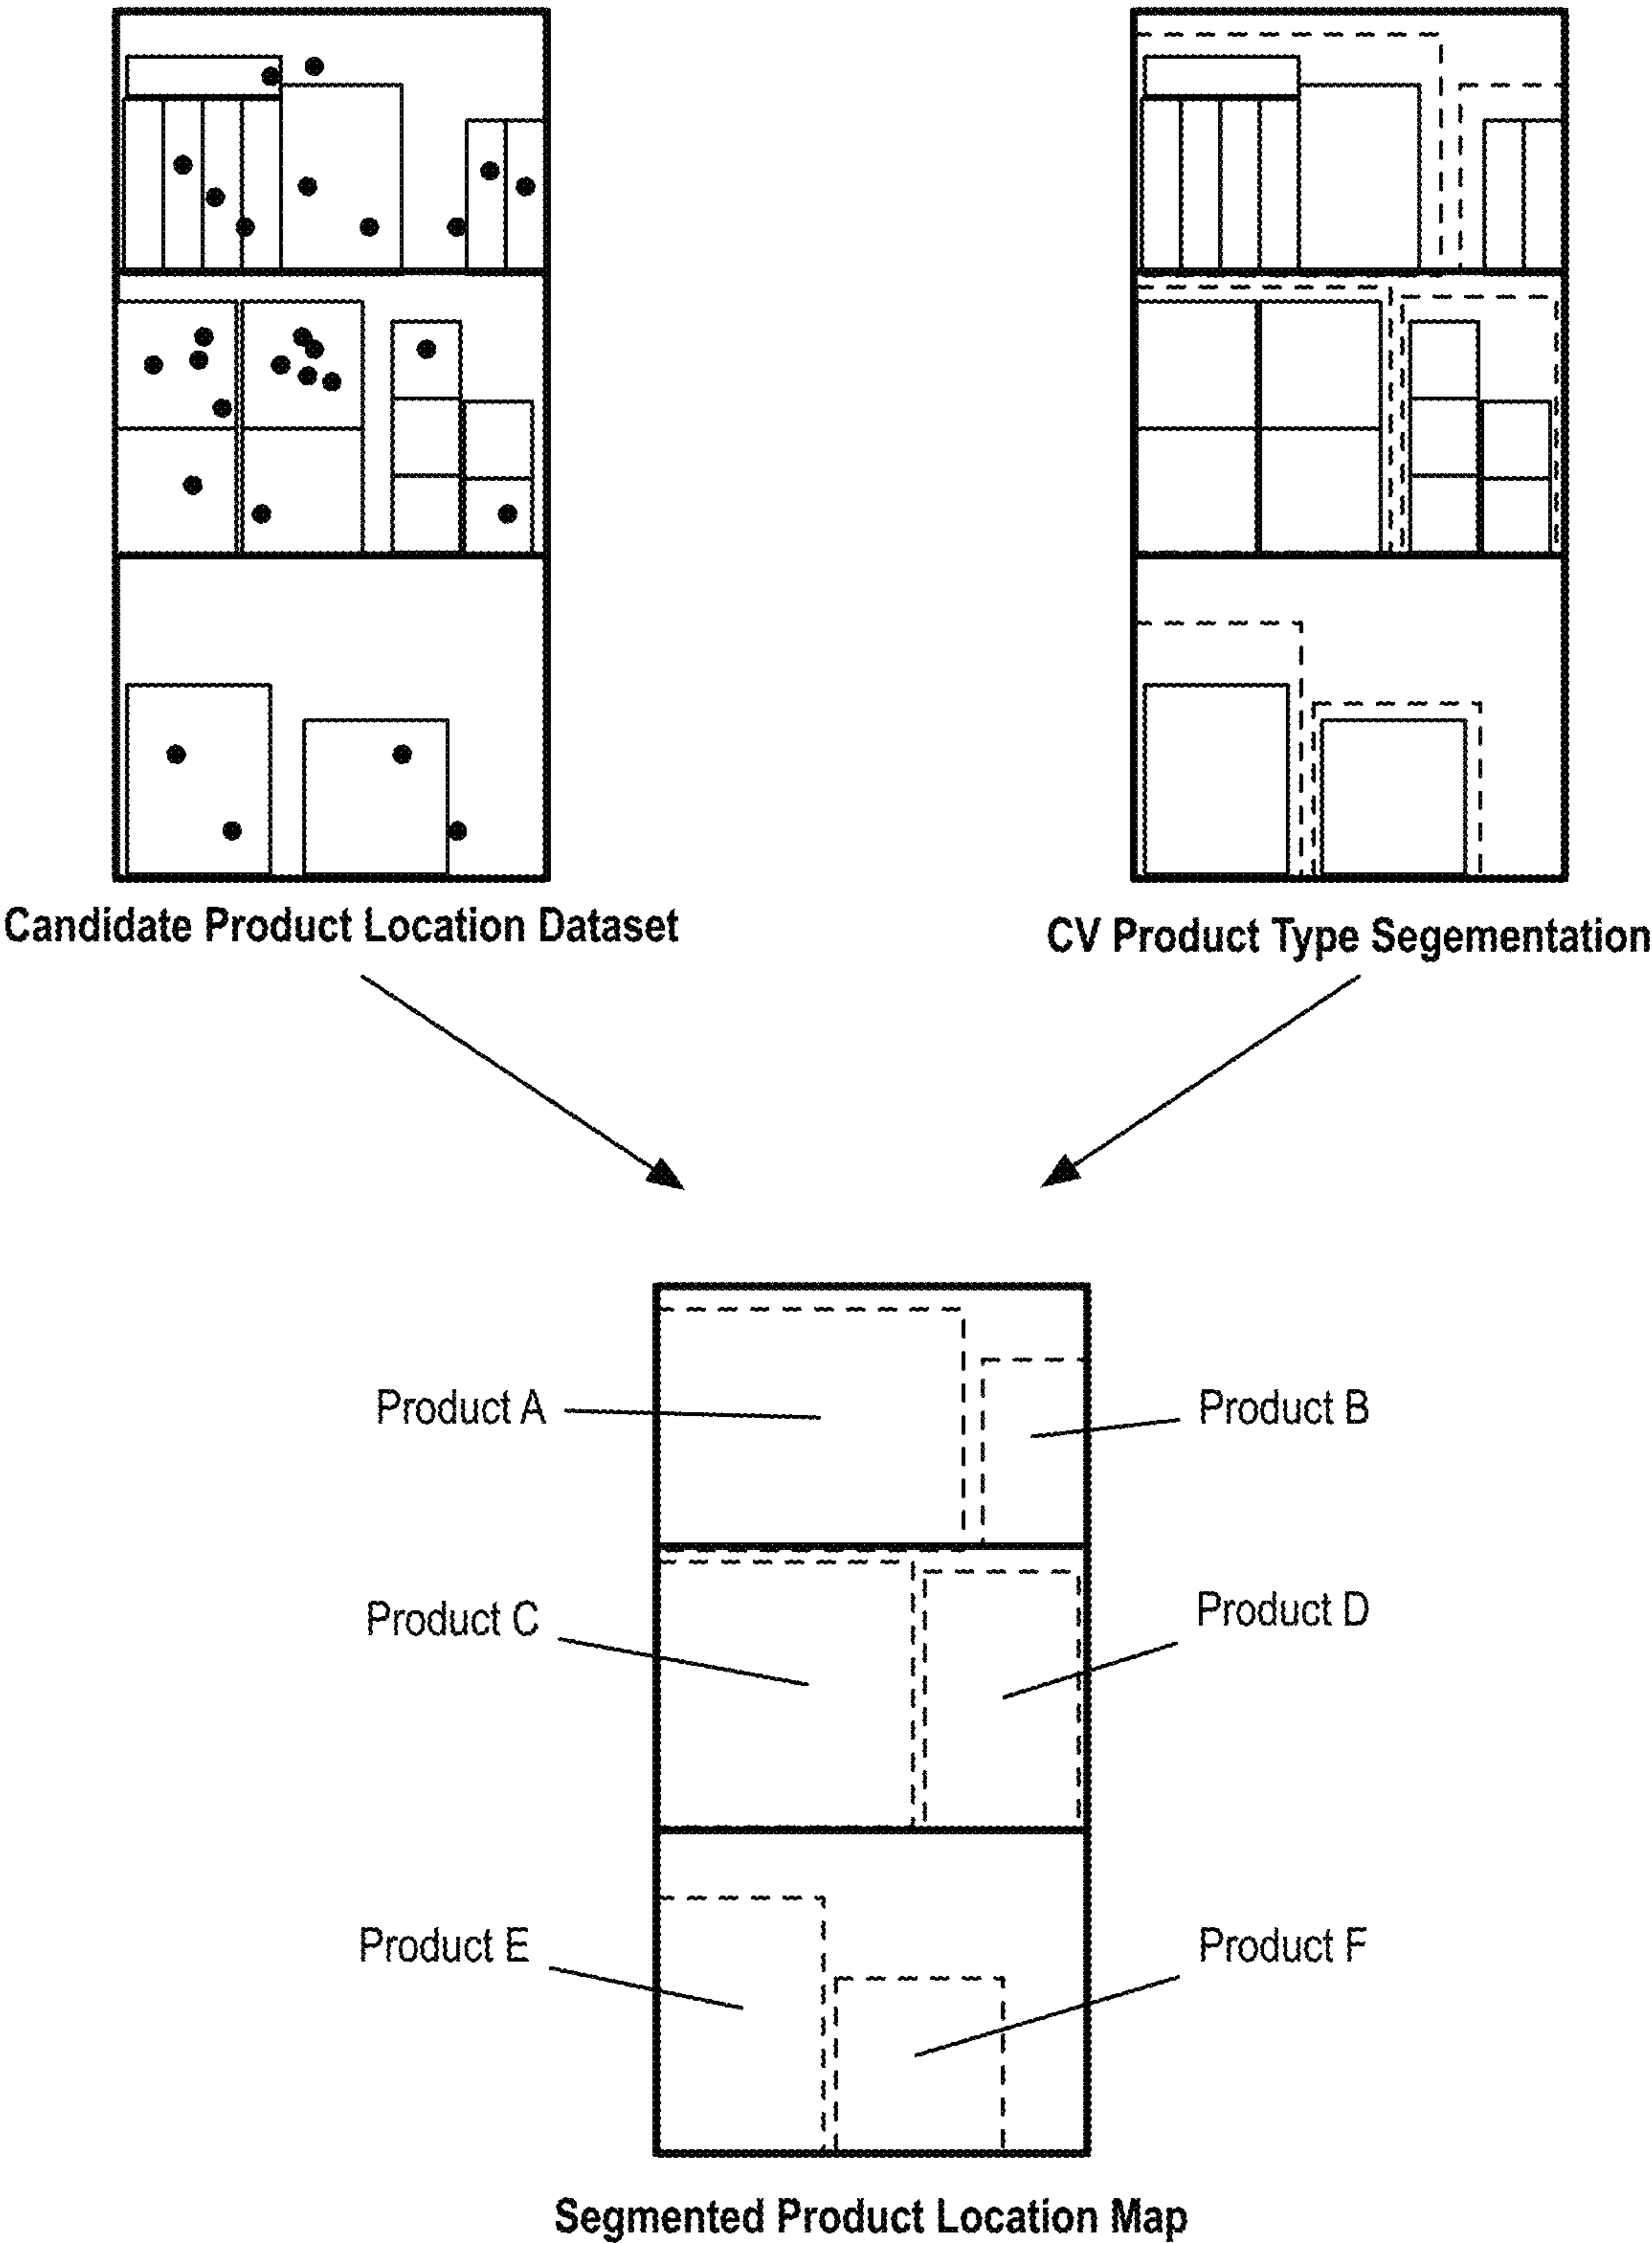 Candidate Product Location Dataset
CV Product Type Segementation
Product A
Product B
Product C
Product D
Product E
Product F
Segmented Product Location Map